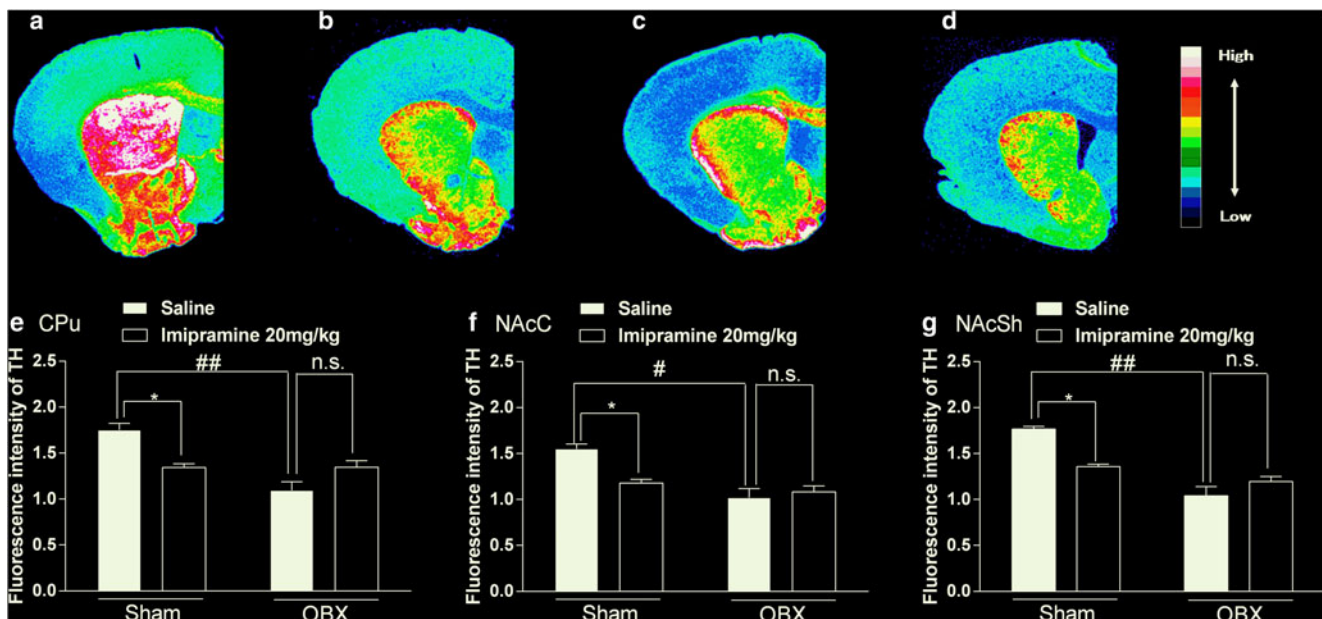 a b c d
High
Low
Saline
Imipramine 20mg/kg
e CPu
Fluorescence intensity of TH
2.5
2.0
1.5
1.0
0.5
0.0
##
n.s.
*
Sham OBX
Saline
Imipramine 20mg/kg
f NAcC
Fluorescence intensity of TH
2.5
2.0
1.5
1.0
0.5
0.0
#
n.s.
*
Sham OBX
Saline
Imipramine 20mg/kg
g NAcSh
Fluorescence intensity of TH
2.5
2.0
1.5
1.0
0.5
0.0
##
n.s.
*
Sham OBX